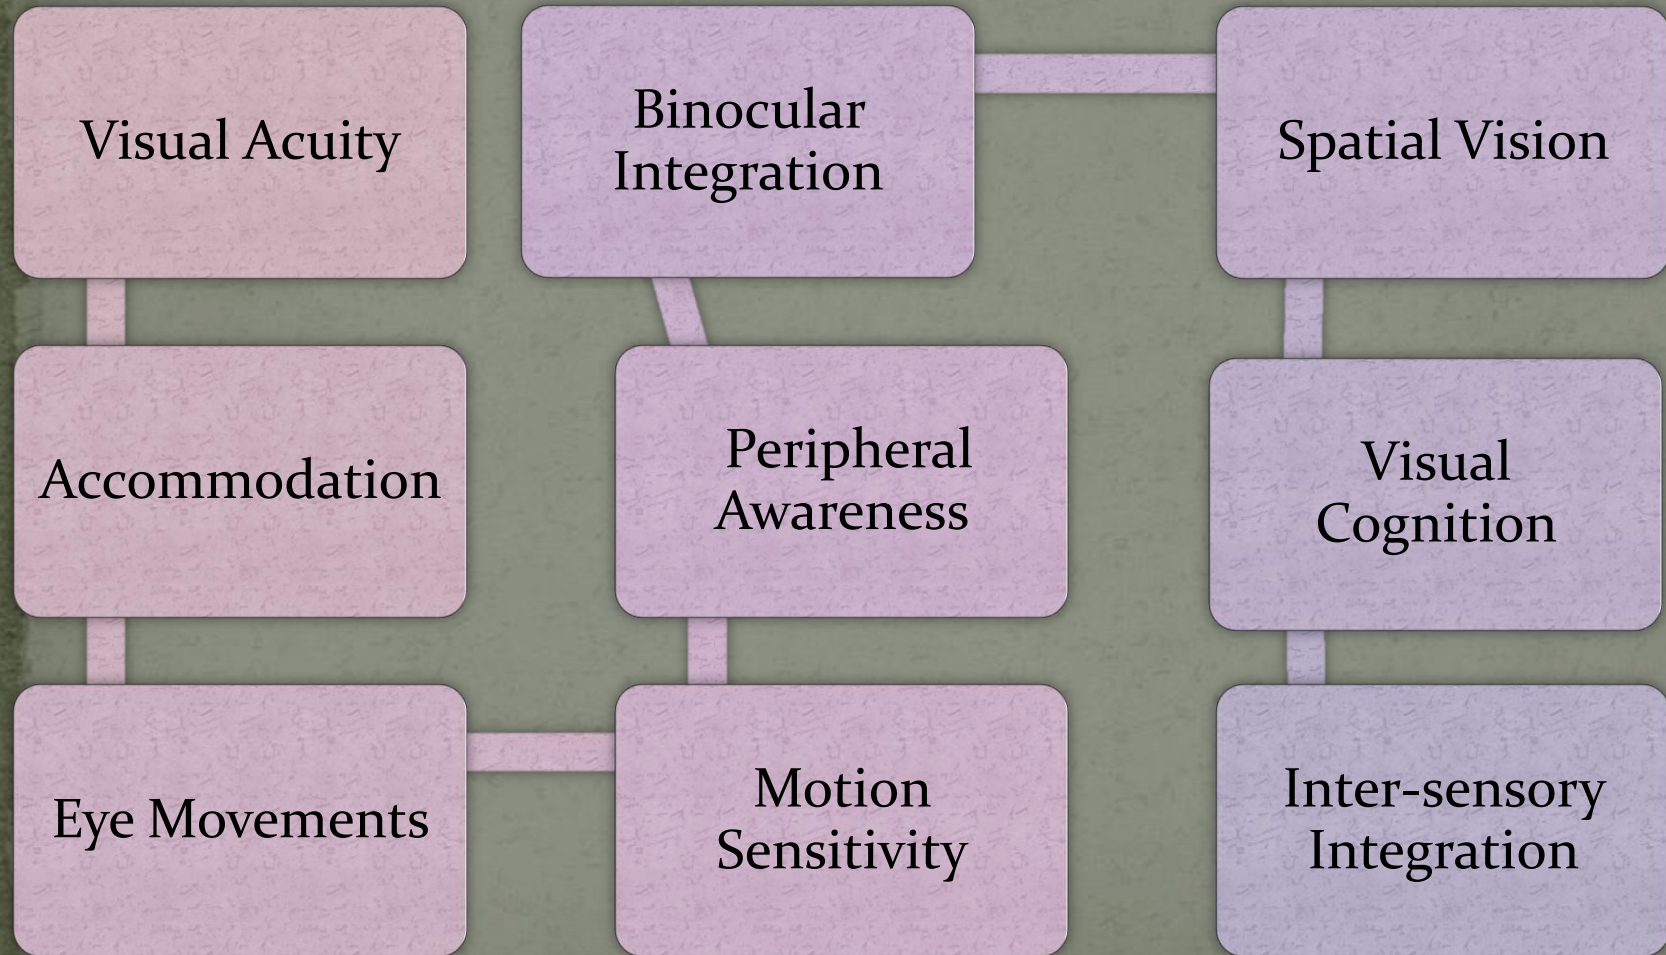 Visual Acuity
Accommodation
Eye Movements
Motion
Sensitivity
Peripheral
Awareness
Binocular
Integration
Spatial Vision
Visual
Cognition
Inter-sensory
Integration